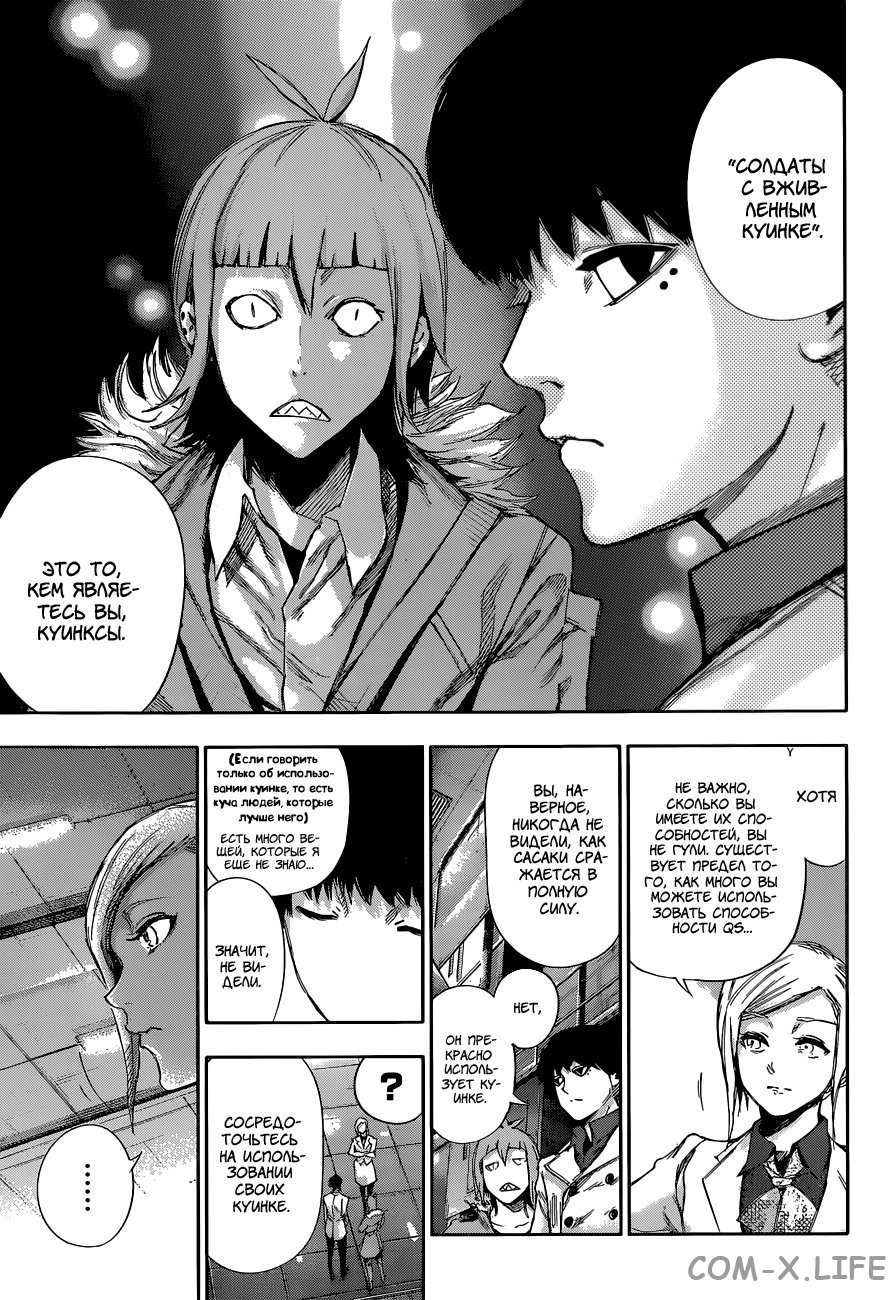 "СОЛДАТЫ
С ВЖИВ-
ЛЕННЫМ
КУИНКЕ".
ЭТО ТО,
КЕМ ЯВЛЯЕ-
ТЕСЬ ВЫ,
КУИНКСЫ.
У
ХОТЯ
НЕ ВАЖНО,
СКОЛЬКО ВЫ
ИМЕЕТЕ ИХ СПО-
СОБНОСТЕЙ, ВЫ
НЕ ГУЛИ. СУЩЕСТ-
ВУЕТ ПРЕДЕЛ ТО-
ГО, КАК МНОГО ВЫ
МОЖЕТЕ ИСПОЛЬ-
ЗОВАТЬ СПОСОБ-
НОСТИ QS...
ВЫ, НА-
ВЕРНОЕ,
НИКОГДА НЕ
ВИДЕЛИ, КАК
САСАКИ СРА-
ЖАЕТСЯ В
ПОЛНУЮ
СИЛУ.
НЕТ,
ОН ПРЕ-
КРАСНО
ИСПОЛЬ-
ЗУЕТ КУ-
ИНКЕ.
(Если говорить
только об использо-
вании куинке, то есть
куча людей, которые
лучше него)
ЕСТЬ МНОГО ВЕ-
ЩЕЙ, КОТОРЫЕ Я
ЕЩЕ НЕ ЗНАЮ...
ЗНАЧИТ,
НЕ ВИ-
ДЕЛИ.
?
СОСРЕДО-
ТОЧЬТЕСЬ
НА ИСПОЛЬ-
ЗОВАНИИ
СВОИХ
КУИНКЕ.
......
COM-X.LIFE